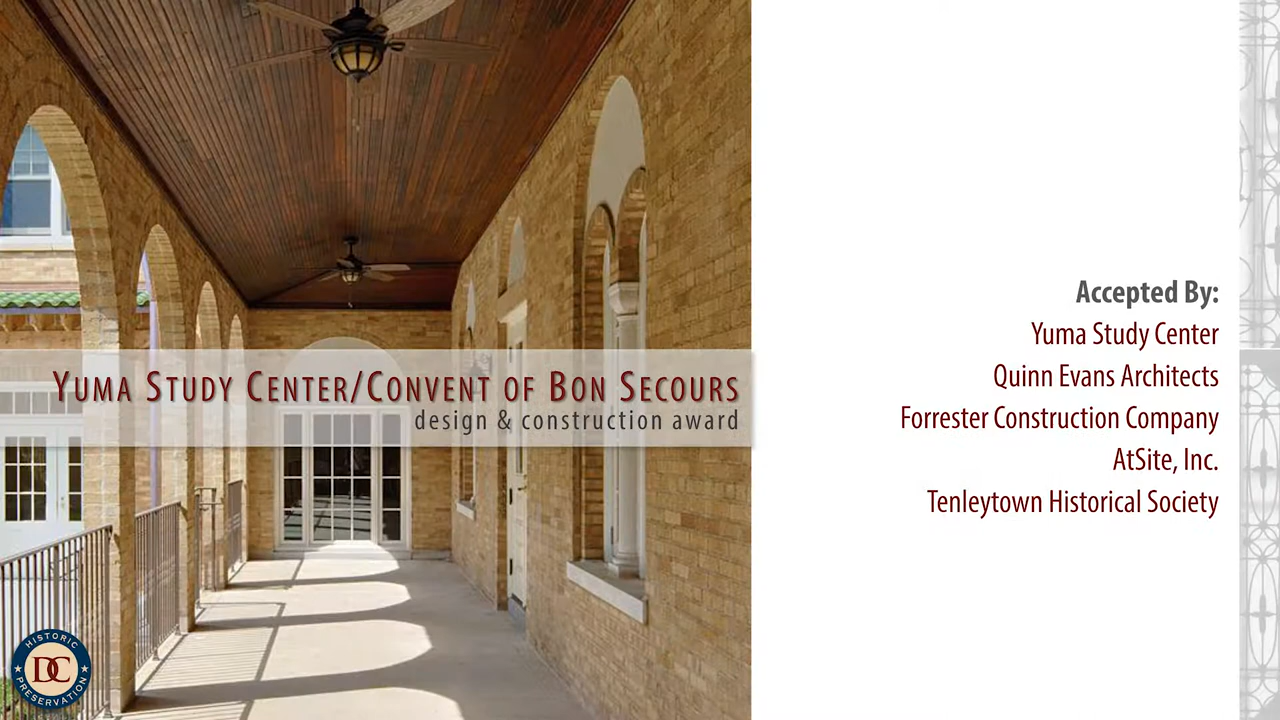 Yuma Study Center/Convent of Bon Secours
design & construction award
Accepted By:
Yuma Study Center
Quinn Evans Architects
Forrester Construction Company
AtSite, Inc.
Tenleytown Historical Society
HISTORIC
DC
PRESERVATION